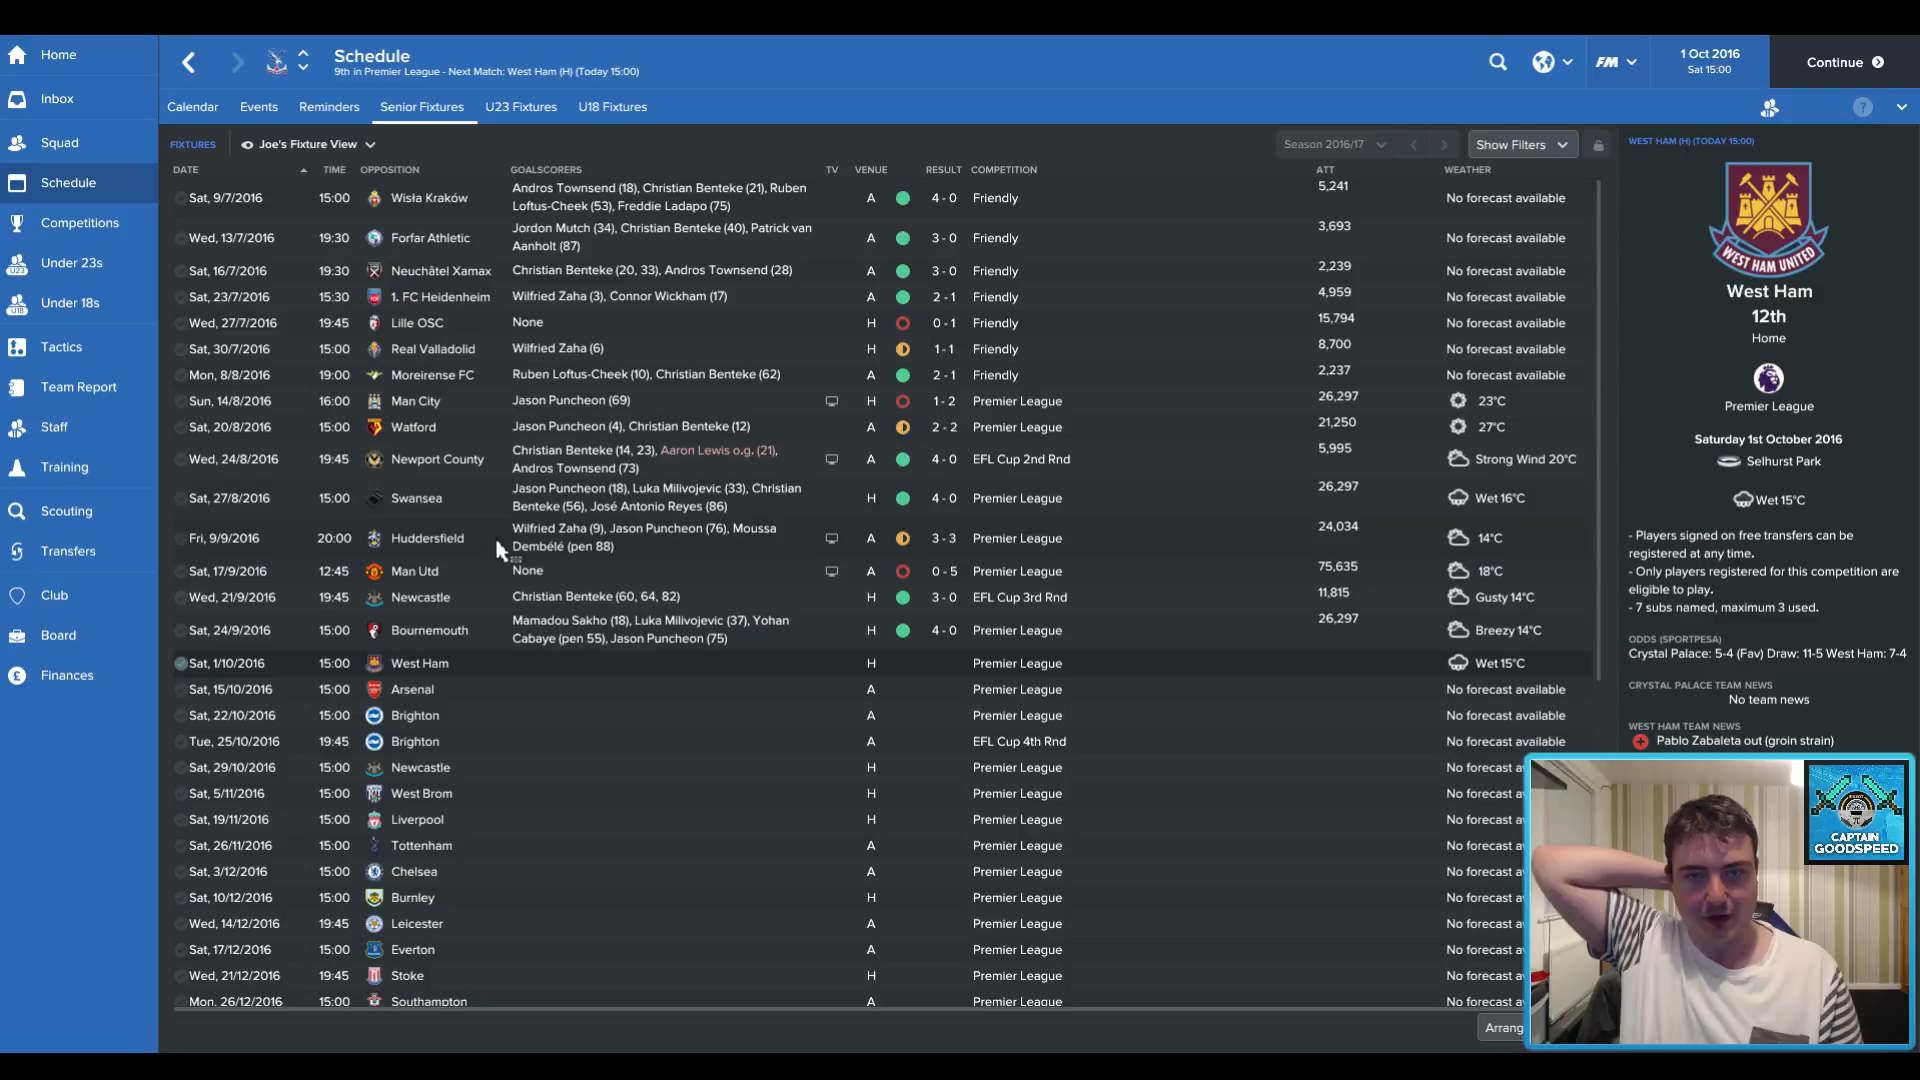 Home
Inbox
Squad
Schedule
Competitions
Under 23s
Under 18s
Tactics
Team Report
Staff
Training
Scouting
Transfers
Club
Board
Finances
Schedule
9th in Premier League - Next Match: West Ham (H) (Today 15:00)
FM
1 Oct 2016
Sat 15:00
Continue
Calendar Events Reminders Senior Fixtures U23 Fixtures U18 Fixtures
FIXTURES Joe's Fixture View Season 2016/17 Show Filters
DATE TIME OPPOSITION GOALSCORERS TV VENUE RESULT COMPETITION ATT WEATHER
Sat, 9/7/2016 15:00 Wisła Kraków Andros Townsend (18), Christian Benteke (21), Ruben A 4 - 0 Friendly 5,241 No forecast available
Loftus-Cheek (53), Freddie Ladapo (75)
Wed, 13/7/2016 19:30 Forfar Athletic Jordon Mutch (34), Christian Benteke (40), Patrick van A 3 - 0 Friendly 3,693 No forecast available
Aanholt (87)
Sat, 16/7/2016 19:30 Neuchâtel Xamax Christian Benteke (20, 33), Andros Townsend (28) A 3 - 0 Friendly 2,239 No forecast available
Sat, 23/7/2016 15:30 1. FC Heidenheim Wilfried Zaha (3), Connor Wickham (17) A 2 - 1 Friendly 4,959 No forecast available
Wed, 27/7/2016 19:45 Lille OSC None H 0 - 1 Friendly 15,794 No forecast available
Sat, 30/7/2016 15:00 Real Valladolid Wilfried Zaha (6) H 1 - 1 Friendly 8,700 No forecast available
Mon, 8/8/2016 19:00 Moreirense FC Ruben Loftus-Cheek (10), Christian Benteke (62) A 2 - 1 Friendly 2,237 No forecast available
Sun, 14/8/2016 16:00 Man City Jason Puncheon (69) H 1 - 2 Premier League 26,297 23°C
Sat, 20/8/2016 15:00 Watford Jason Puncheon (4), Christian Benteke (12) A 2 - 2 Premier League 21,250 27°C
Wed, 24/8/2016 19:45 Newport County Christian Benteke (14, 23), Aaron Lewis o.g. (21), A 4 - 0 EFL Cup 2nd Rnd 5,995 Strong Wind 20°C
Andros Townsend (73)
Sat, 27/8/2016 15:00 Swansea Jason Puncheon (18), Luka Milivojevic (33), Christian H 4 - 0 Premier League 26,297 Wet 16°C
Benteke (56), José Antonio Reyes (86)
Fri, 9/9/2016 20:00 Huddersfield Wilfried Zaha (9), Jason Puncheon (76), Moussa A 3 - 3 Premier League 24,034 14°C
Dembélé (pen 88)
Sat, 17/9/2016 12:45 Man Utd None A 0 - 5 Premier League 75,635 18°C
Wed, 21/9/2016 19:45 Newcastle Christian Benteke (60, 64, 82) H 3 - 0 EFL Cup 3rd Rnd 11,815 Gusty 14°C
Sat, 24/9/2016 15:00 Bournemouth Mamadou Sakho (18), Luka Milivojevic (37), Yohan H 4 - 0 Premier League 26,297 Breezy 14°C
Cabaye (pen 55), Jason Puncheon (75)
Sat, 1/10/2016 15:00 West Ham H Premier League Wet 15°C
Sat, 15/10/2016 15:00 Arsenal A Premier League No forecast available
Sat, 22/10/2016 15:00 Brighton A Premier League No forecast available
Tue, 25/10/2016 19:45 Brighton A EFL Cup 4th Rnd No forecast available
Sat, 29/10/2016 15:00 Newcastle H Premier League No forecast av
Sat, 5/11/2016 15:00 West Brom H Premier League No forecast av
Sat, 19/11/2016 15:00 Liverpool H Premier League No forecast av
Sat, 26/11/2016 15:00 Tottenham A Premier League No forecast av
Sat, 3/12/2016 15:00 Chelsea A Premier League No forecast av
Sat, 10/12/2016 15:00 Burnley H Premier League No forecast av
Wed, 14/12/2016 19:45 Leicester A Premier League No forecast av
Sat, 17/12/2016 15:00 Everton A Premier League No forecast av
Wed, 21/12/2016 19:45 Stoke H Premier League No forecast av
Mon, 26/12/2016 15:00 Southampton A Premier League No forecast av
Arrang
WEST HAM (H) (TODAY 15:00)
WEST HAM UNITED
West Ham
12th
Home
Premier League
Saturday 1st October 2016
Selhurst Park
Wet 15°C
- Players signed on free transfers can be
registered at any time.
- Only players registered for this competition are
eligible to play.
- 7 subs named, maximum 3 used.
ODDS (SPORTPESA)
Crystal Palace: 5-4 (Fav) Draw: 11-5 West Ham: 7-4
CRYSTAL PALACE TEAM NEWS
No team news
WEST HAM TEAM NEWS
Pablo Zabaleta out (groin strain)
CAPTAIN
GOODSPEED